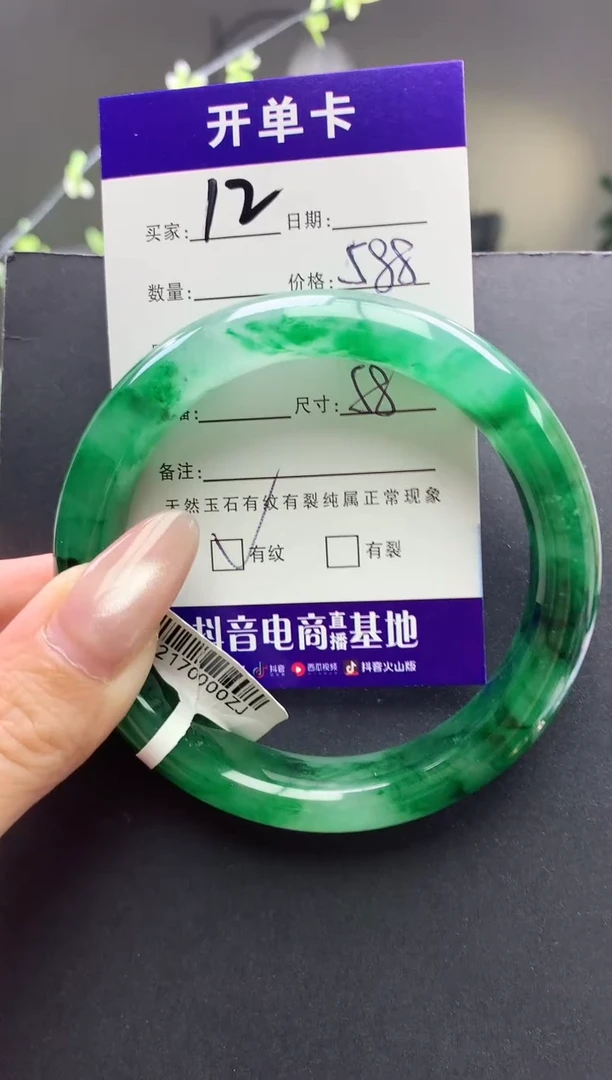 开单卡
买家: 12 日期:
数量: 价格: 588
尺寸: 58
备注:
天然玉石有纹有裂纯属正常现象
有纹 有裂
抖音电商直播基地
抖音 西瓜视频 抖音火山版
2170900ZJ